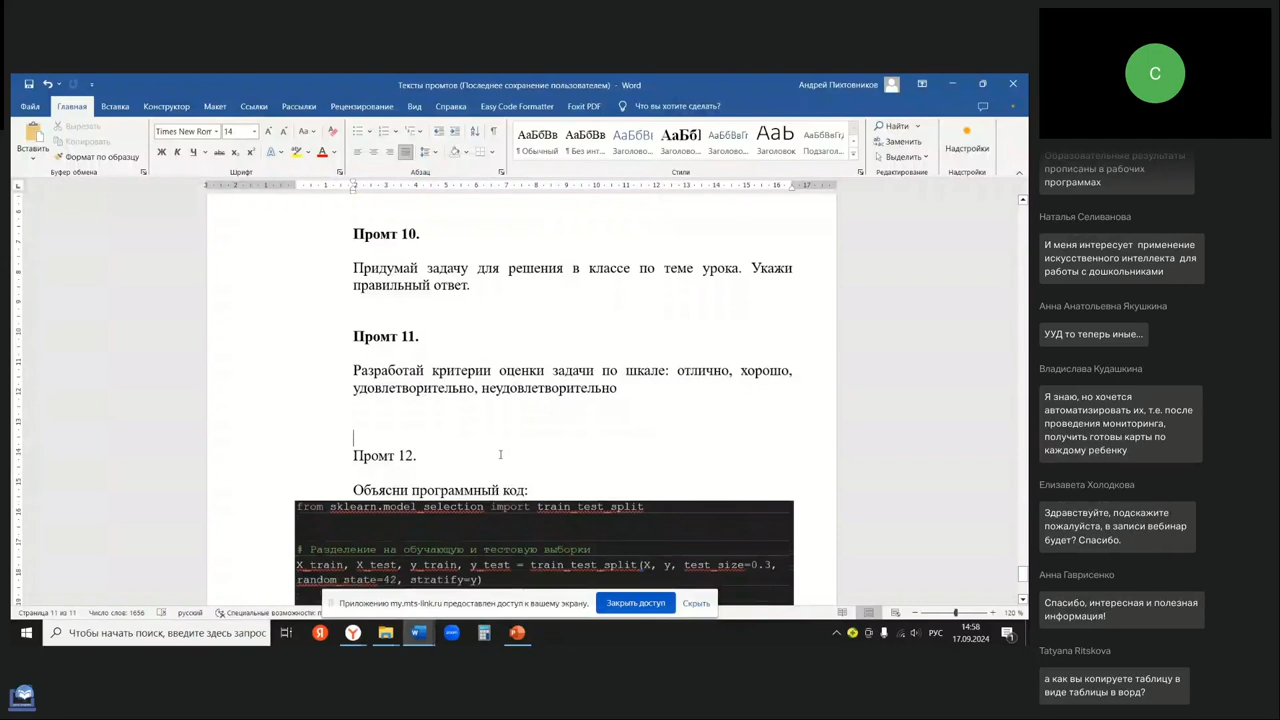 Тексты промтов (Последнее сохранение пользователем) - Word
Андрей Пихтовников
Файл Главная Вставка Конструктор Макет Ссылки Рассылки Рецензирование Вид Справка Easy Code Formatter Foxit PDF Что вы хотите сделать?
Вставить
Вырезать
Копировать
Формат по образцу
Буфер обмена
Times New Ron 14
Шрифт
Абзац
АаБбВв АаБбВв АаБбВі АаБбІ АаБбВгГ АаЬ АаБбВгГ
¶ Обычный ¶ Без инт... Заголово... Заголово... Заголово... Заголовок Подзагол...
Стили
Найти
Заменить
Выделить
Редактирование
Надстройки
Надстройки
Промт 10.
Придумай задачу для решения в классе по теме урока. Укажи
правильный ответ.
Промт 11.
Разработай критерии оценки задачи по шкале: отлично, хорошо,
удовлетворительно, неудовлетворительно
Промт 12.
Объясни программный код:
from sklearn.model_selection import train_test_split
# Разделение на обучающую и тестовую выборки
X_train, X_test, y_train, y_test = train_test_split(X, y, test_size=0.3,
random_state=42, stratify=y)
Приложению my.mts-link.ru предоставлен доступ к вашему экрану.
Закрыть доступ
Скрыть
Страница 11 из 11 Число слов: 1656 русский
120 %
Чтобы начать поиск, введите здесь запрос
РУС
14:58
17.09.2024
С
Образовательные результаты
прописаны в рабочих
программах
Наталья Селиванова
И меня интересует применение
искусственного интеллекта для
работы с дошкольниками
Анна Анатольевна Якушкина
УУД то теперь иные...
Владислава Кудашкина
Я знаю, но хочется
автоматизировать их, т.е. после
проведения мониторинга,
получить готовы карты по
каждому ребенку
Елизавета Холодкова
Здравствуйте, подскажите
пожалуйста, в записи вебинар
будет? Спасибо.
Анна Гаврисенко
Спасибо, интересная и полезная
информация!
Tatyana Ritskova
а как вы копируете таблицу в
виде таблицы в ворд?